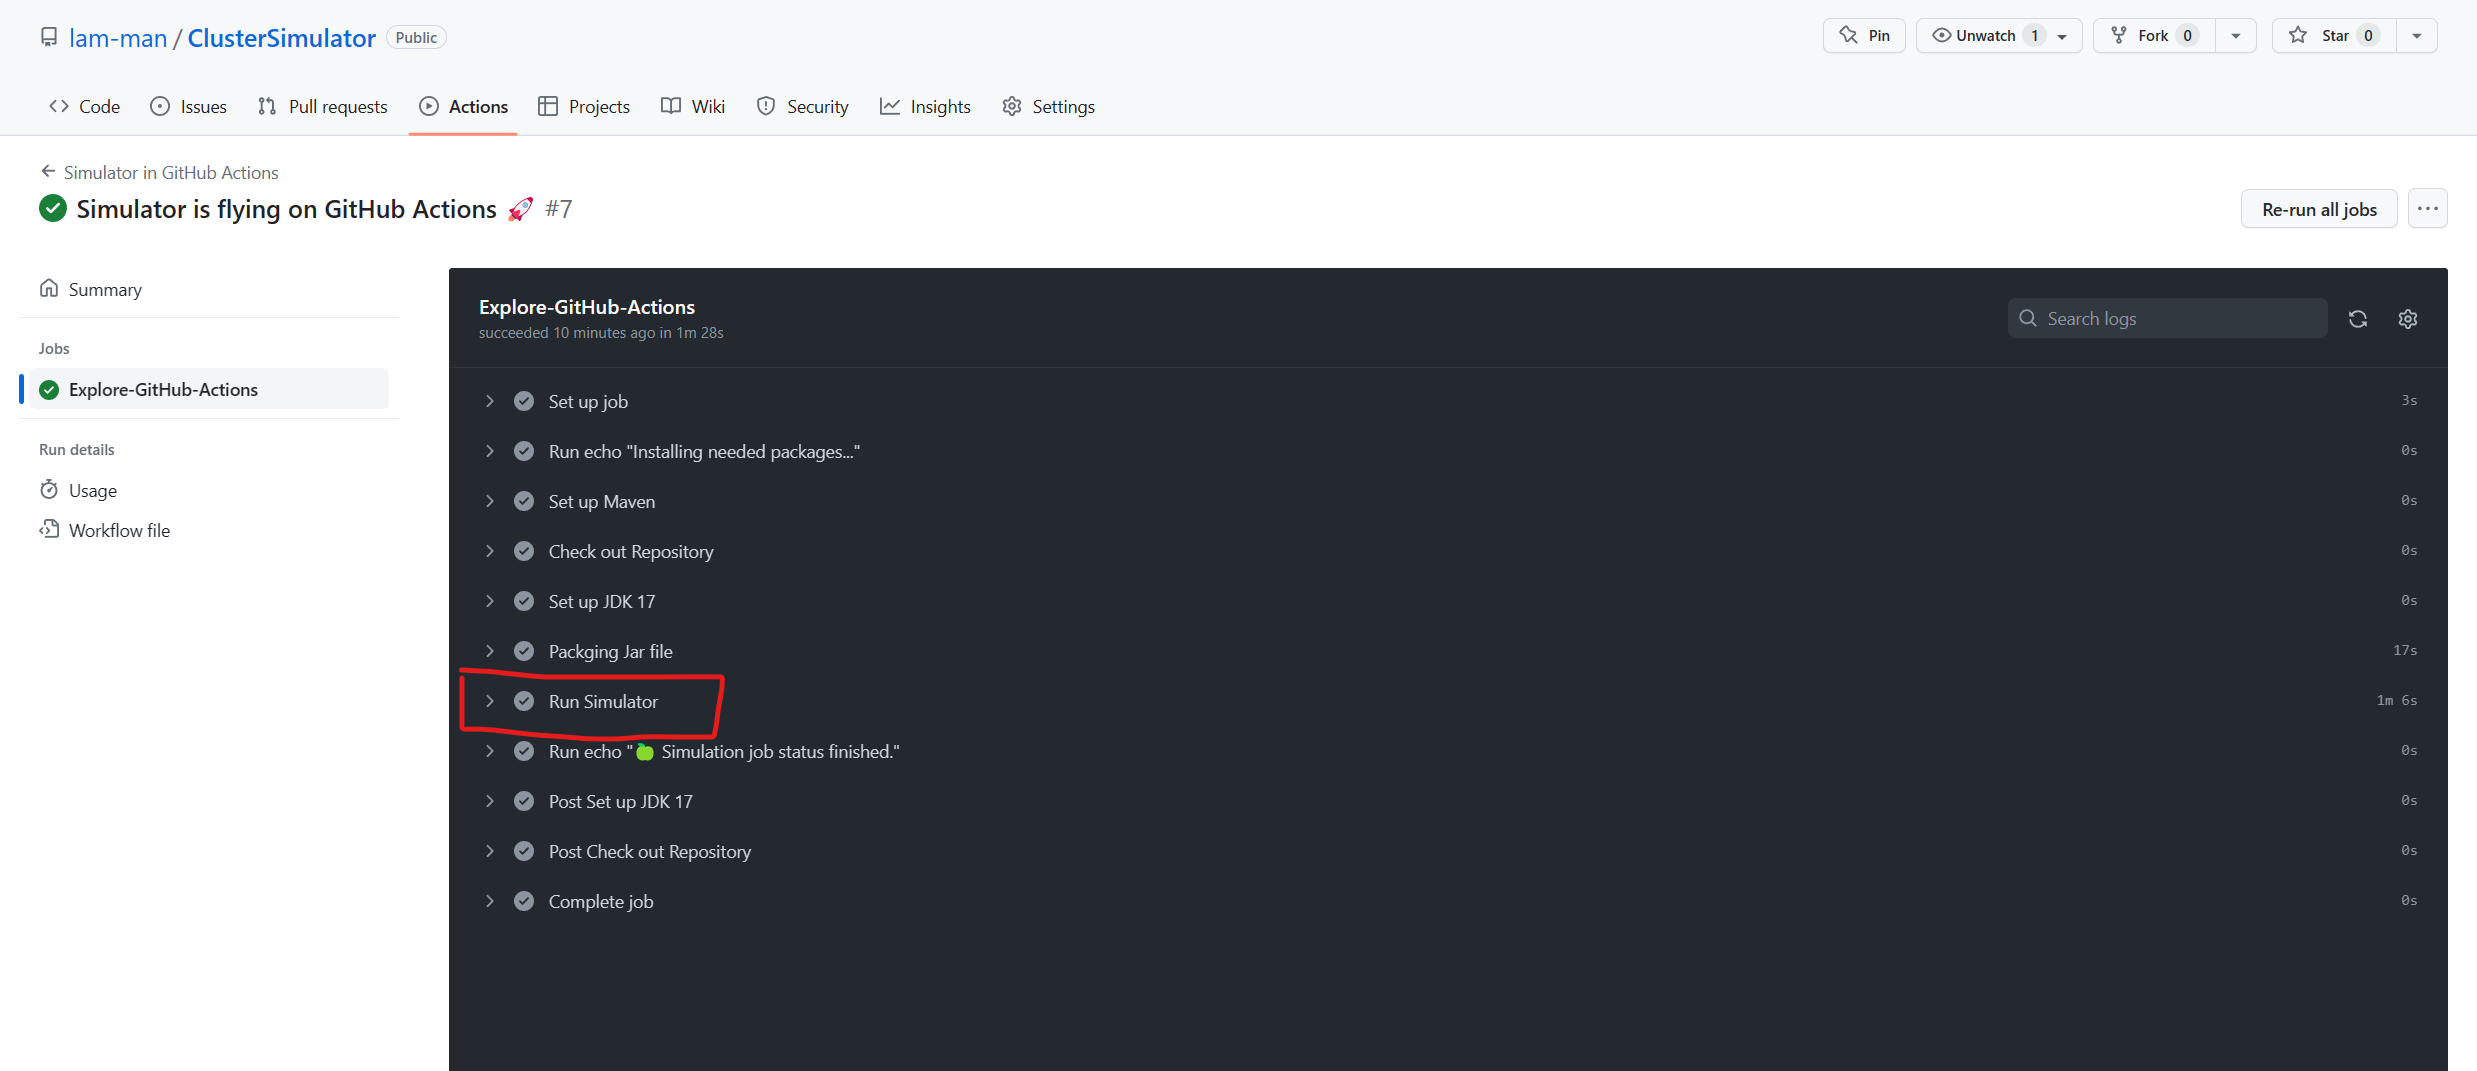 lam-man / ClusterSimulator Public
Pin Unwatch 1 Fork 0 Star 0
Code Issues Pull requests Actions Projects Wiki Security Insights Settings
Simulator in GitHub Actions
Simulator is flying on GitHub Actions 🚀 #7
Re-run all jobs
Summary
Jobs
Explore-GitHub-Actions
Run details
Usage
Workflow file
Explore-GitHub-Actions
succeeded 10 minutes ago in 1m 28s
Search logs
Set up job 3s
Run echo "Installing needed packages..." 0s
Set up Maven 0s
Check out Repository 0s
Set up JDK 17 0s
Packging Jar file 17s
Run Simulator 1m 6s
Run echo "🍏 Simulation job status finished." 0s
Post Set up JDK 17 0s
Post Check out Repository 0s
Complete job 0s